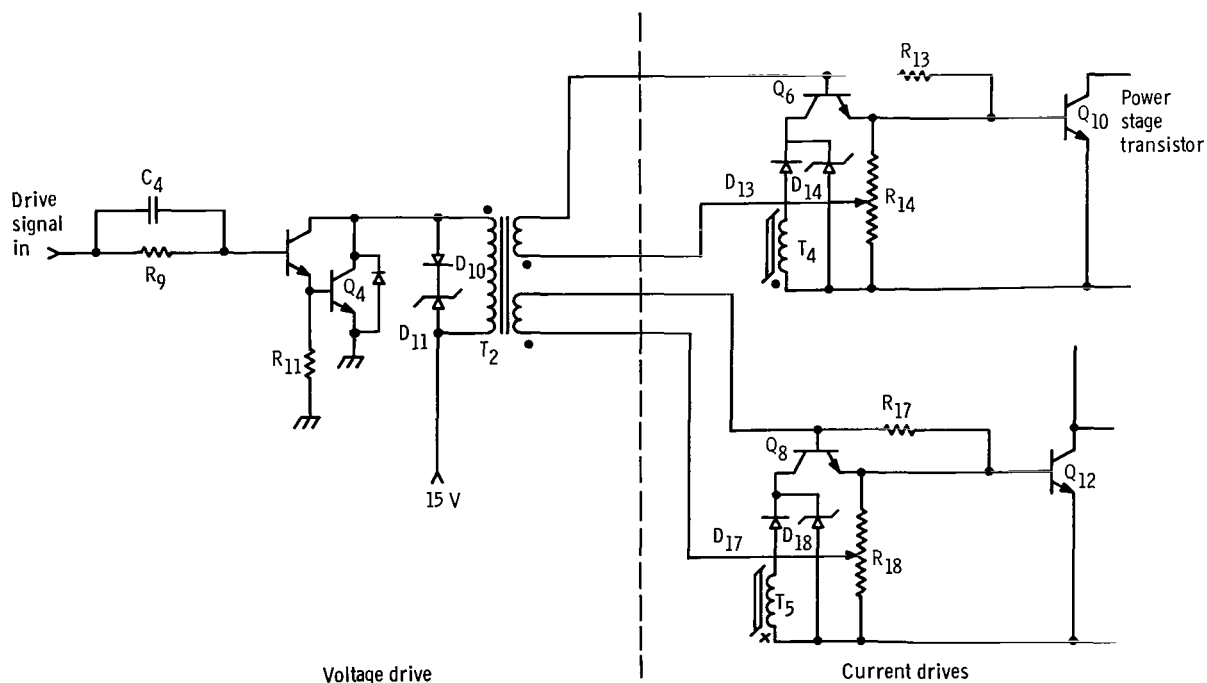 R13
Q6
Q10
Power
stage
transistor
C4
Drive
signal
in
R9
D13
D14
R14
T4
Q4
D10
R11
D11
T2
R17
Q8
Q12
15 V
D17
D18
R18
T5
x
Voltage drive
Current drives